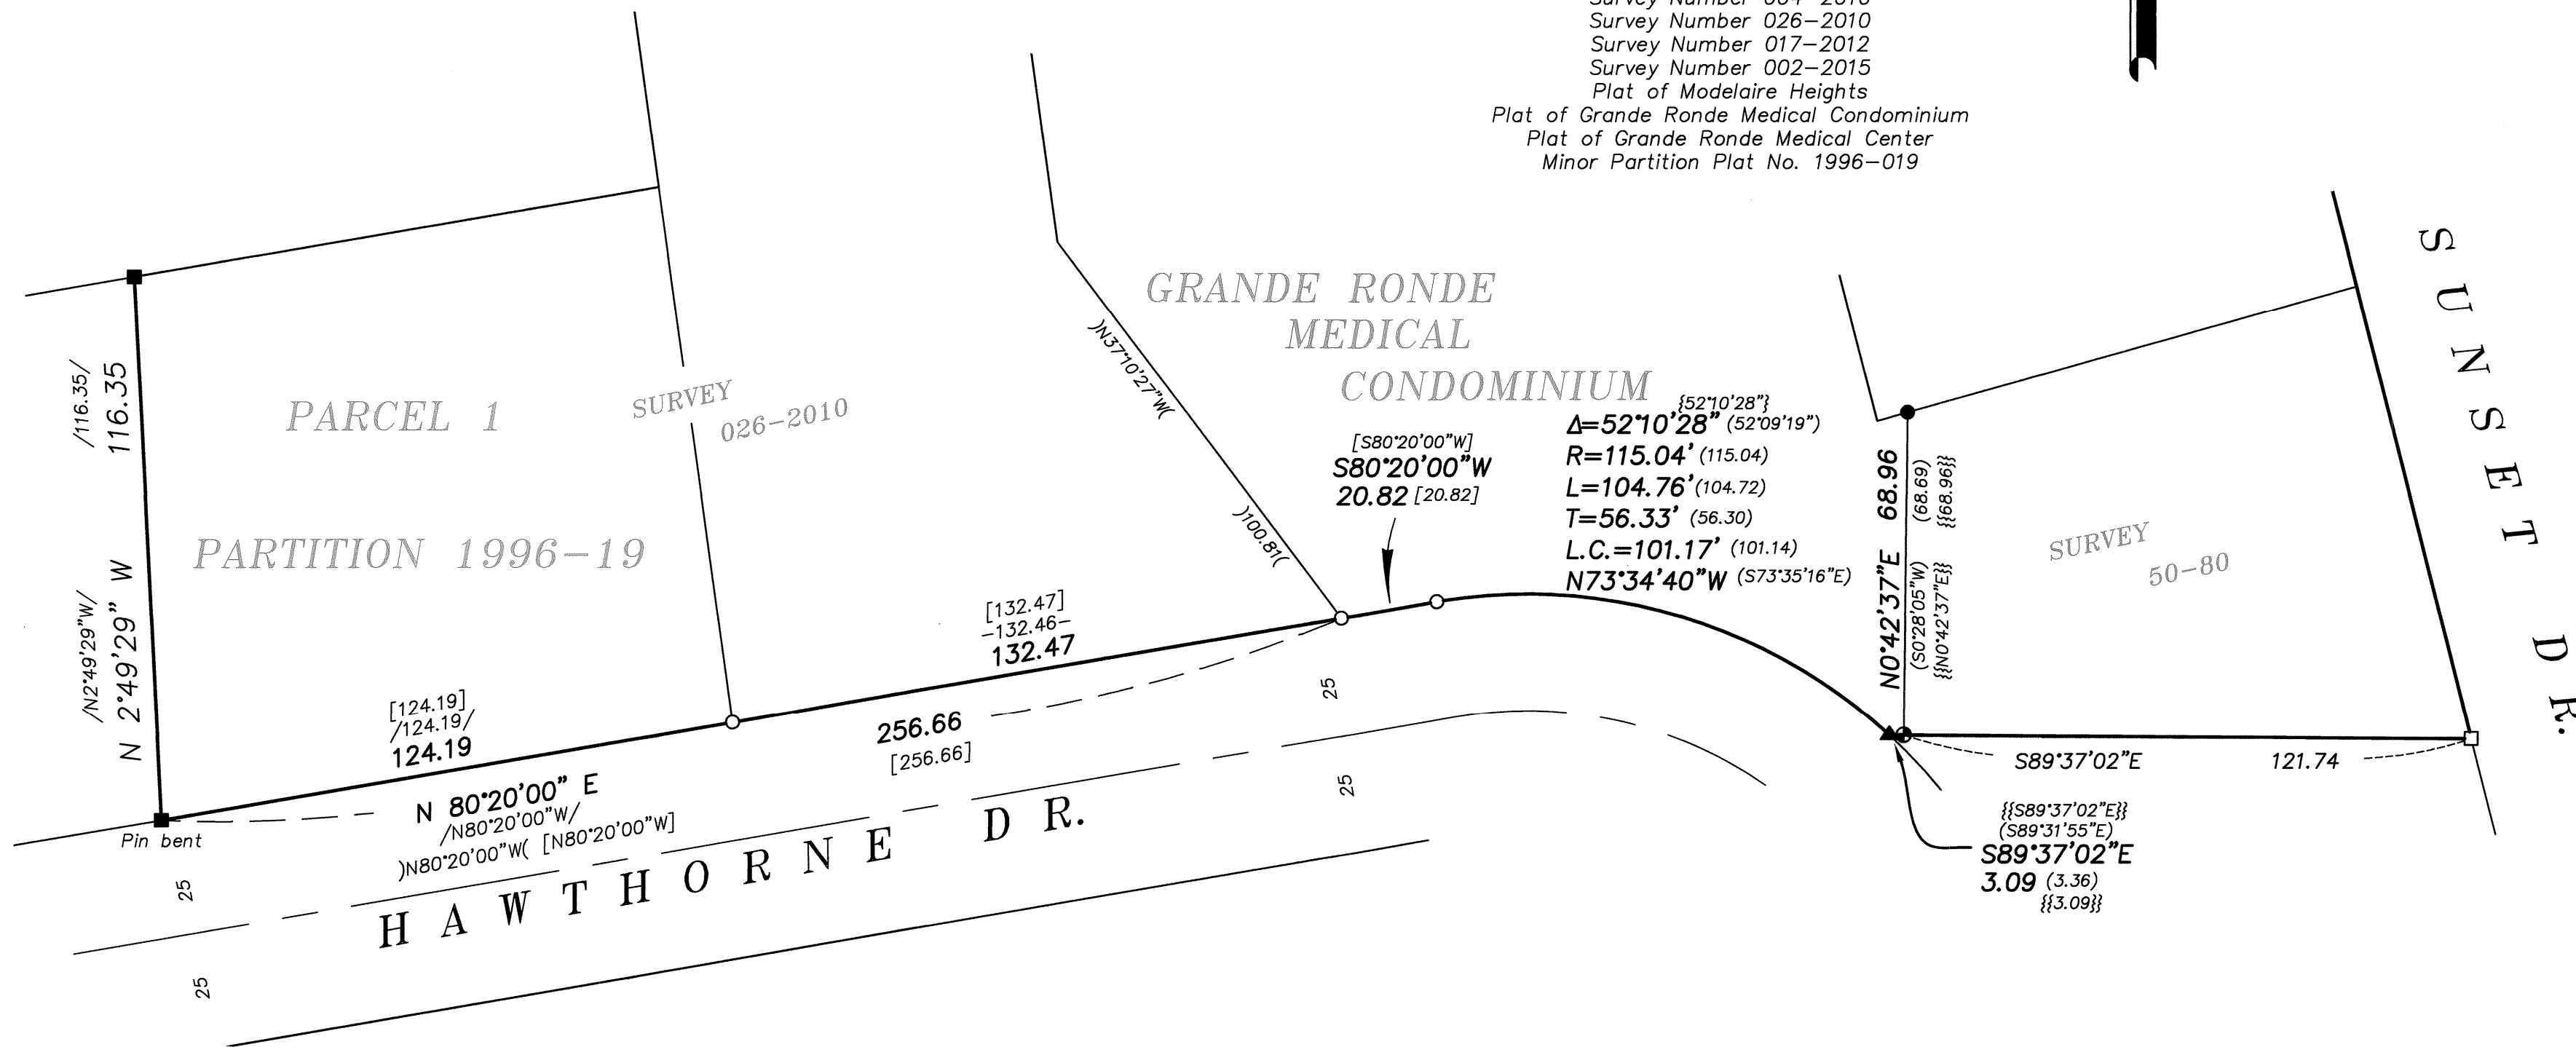 Survey Number 026-2010
Survey Number 017-2012
Survey Number 002-2015
Plat of Modelaire Heights
Plat of Grande Ronde Medical Condominium
Plat of Grande Ronde Medical Center
Minor Partition Plat No. 1996-019
/116.35/
116.35
/N2°49'29"W/
N 2°49'29" W
PARCEL 1
PARTITION 1996-19
SURVEY
026-2010
[124.19]
/124.19/
124.19
[132.47]
-132.46-
132.47
256.66
[256.66]
N 80°20'00" E
/N80°20'00"W/
)N80°20'00"W( [N80°20'00"W]
Pin bent
25
25
HAWTHORNE DR.
25
25
)N37°10'27"W(
)100.81(
GRANDE RONDE
MEDICAL
CONDOMINIUM
[S80°20'00"W]
S80°20'00"W
20.82 [20.82]
{52°10'28"}
Δ=52°10'28" (52°09'19")
R=115.04' (115.04)
L=104.76' (104.72)
T=56.33' (56.30)
L.C.=101.17' (101.14)
N73°34'40"W (S73°35'16"E)
N0°42'37"E 68.96
(S0°28'05"W) (68.69)
{{N0°42'37"E}} {{68.96}}
SURVEY
50-80
SUNSET DR.
S89°37'02"E 121.74
{{S89°37'02"E}}
(S89°31'55"E)
S89°37'02"E
3.09 (3.36)
{{3.09}}